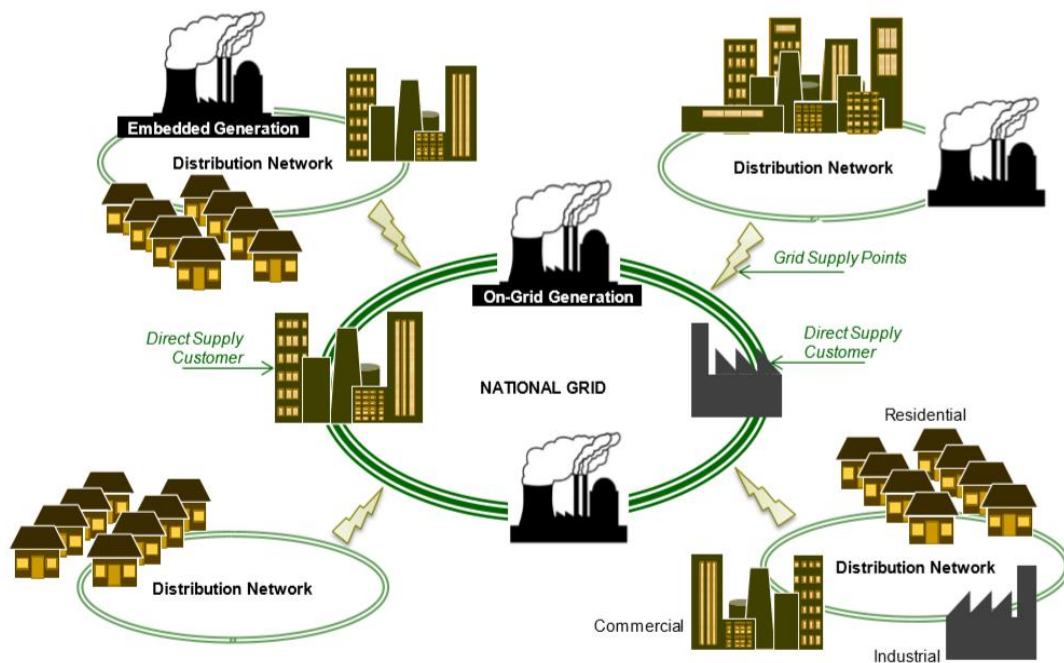 Embedded Generation
Distribution Network
Distribution Network
Grid Supply Points
On-Grid Generation
Direct Supply
Customer
Direct Supply
Customer
NATIONAL GRID
Residential
Distribution Network
Distribution Network
Commercial
Industrial